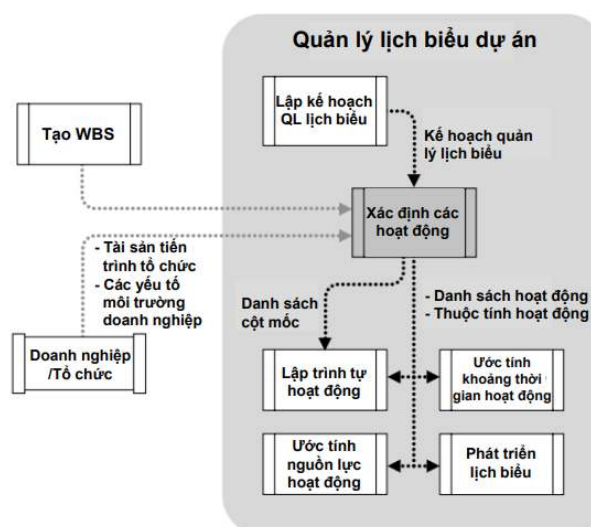 Quản lý lịch biểu dự án
Lập kế hoạch
QL lịch biểu
Tạo WBS
Kế hoạch quản
lý lịch biểu
Xác định các
hoạt động
- Tài sản tiến
trình tổ chức
- Các yếu tố
môi trường
doanh nghiệp
Danh sách
cột mốc
- Danh sách hoạt động
- Thuộc tính hoạt động
Doanh nghiệp
/Tổ chức
Lập trình tự
hoạt động
Ước tính
khoảng thời
gian hoạt động
Ước tính
nguồn lực
hoạt động
Phát triển
lịch biểu